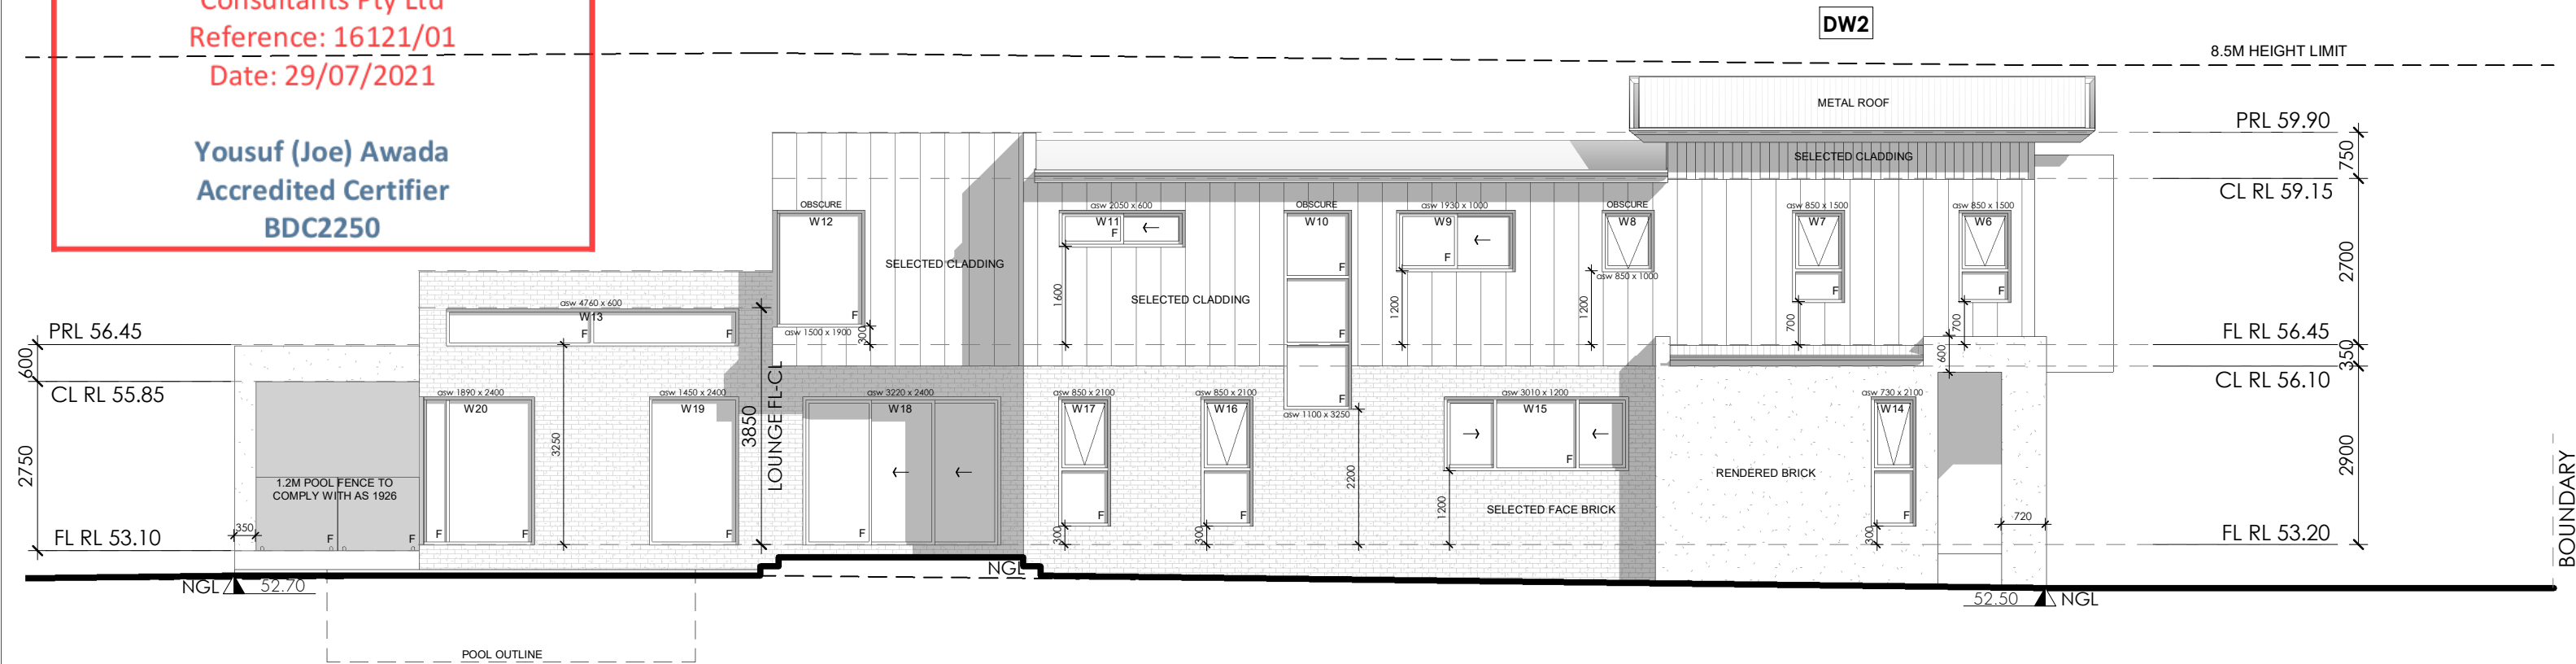 Consultants Pty Ltd
Reference: 16121/01
Date: 29/07/2021
Yousuf (Joe) Awada
Accredited Certifier
BDC2250
DW2
8.5M HEIGHT LIMIT
METAL ROOF
PRL 59.90
750
SELECTED CLADDING
CL RL 59.15
OBSCURE
W12
F
asw 1500 x 1900
300
SELECTED CLADDING
asw 2050 x 600
W11
F
1600
SELECTED CLADDING
OBSCURE
W10
F
F
F
asw 1100 x 3250
asw 1930 x 1000
W9
F
1200
OBSCURE
W8
asw 850 x 1000
1200
asw 850 x 1500
W7
F
700
asw 850 x 1500
W6
F
700
2700
FL RL 56.45
350
CL RL 56.10
PRL 56.45
600
CL RL 55.85
2750
FL RL 53.10
asw 4760 x 600
W13
F
F
1.2M POOL FENCE TO
COMPLY WITH AS 1926
F
F
350
asw 1890 x 2400
W20
F
F
3250
asw 1450 x 2400
W19
F
3850
LOUNGE FL-CL
asw 3220 x 2400
W18
F
asw 850 x 2100
W17
F
300
asw 850 x 2100
W16
F
300
2200
asw 3010 x 1200
W15
F
1200
SELECTED FACE BRICK
RENDERED BRICK
asw 730 x 2100
W14
F
300
600
720
2900
FL RL 53.20
BOUNDARY
NGL
52.70
NGL
52.50
NGL
POOL OUTLINE